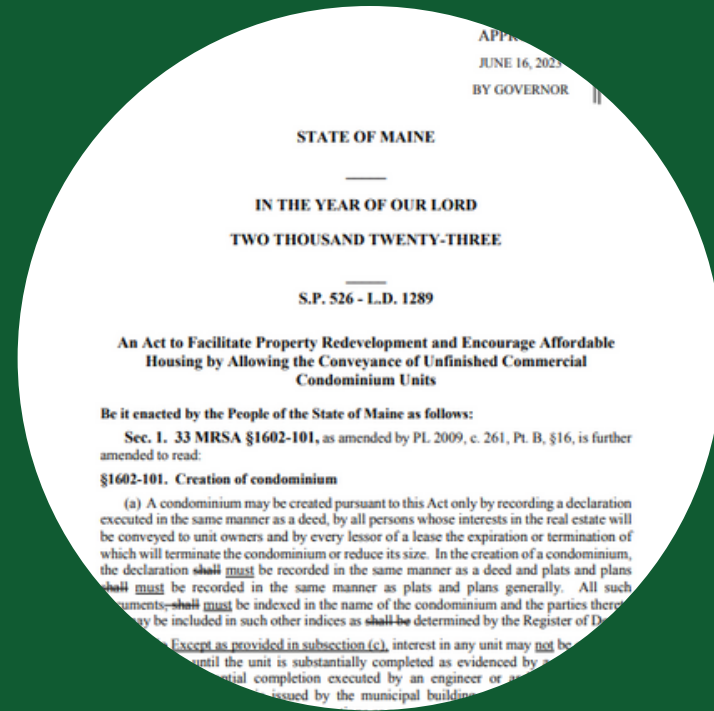 JUNE 16, 2023
BY GOVERNOR
STATE OF MAINE
IN THE YEAR OF OUR LORD
TWO THOUSAND TWENTY-THREE
S.P. 526 - L.D. 1289
An Act to Facilitate Property Redevelopment and Encourage Affordable
Housing by Allowing the Conveyance of Unfinished Commercial
Condominium Units
Be it enacted by the People of the State of Maine as follows:
Sec. 1. 33 MRSA §1602-101, as amended by PL 2009, c. 261, Pt. B, §16, is further
amended to read:
§1602-101. Creation of condominium
(a) A condominium may be created pursuant to this Act only by recording a declaration
executed in the same manner as a deed, by all persons whose interests in the real estate will
be conveyed to unit owners and by every lessor of a lease the expiration or termination of
which will terminate the condominium or reduce its size. In the creation of a condominium,
the declaration shall must be recorded in the same manner as a deed and plats and plans
shall must be recorded in the same manner as plats and plans generally. All such
shall must be indexed in the name of the condominium and the parties
be included in such other indices as shall be determined by the Register of
Except as provided in subsection (c), interest in any unit may not be
until the unit is substantially completed as evidenced by
completion executed by an engineer or
issued by the municipal building